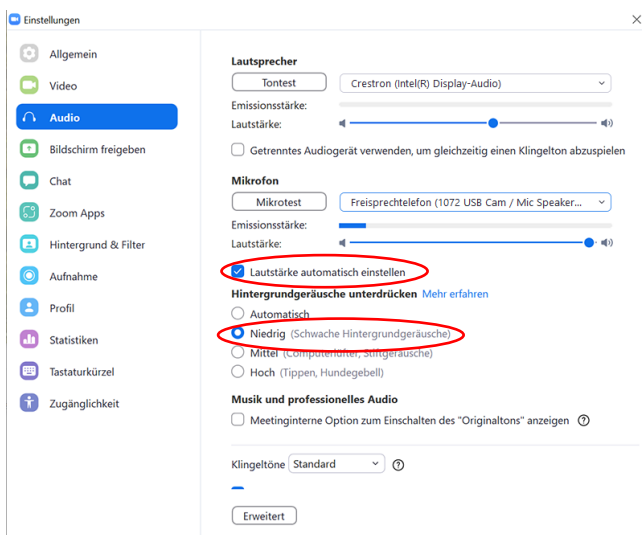 Einstellungen
Allgemein
Video
Audio
Bildschirm freigeben
Chat
Zoom Apps
Hintergrund & Filter
Aufnahme
Profil
Statistiken
Tastaturkürzel
Zugänglichkeit
Lautsprecher
Tontest Crestron (Intel(R) Display-Audio)
Emissionsstärke:
Lautstärke:
Getrenntes Audiogerät verwenden, um gleichzeitig einen Klingelton abzuspielen
Mikrofon
Mikrotest Freisprechtelefon (1072 USB Cam / Mic Speaker...
Emissionsstärke:
Lautstärke:
Lautstärke automatisch einstellen
Hintergrundgeräusche unterdrücken Mehr erfahren
Automatisch
Niedrig (Schwache Hintergrundgeräusche)
Mittel (Computerlüfter, Stiftgeräusche)
Hoch (Tippen, Hundegebell)
Musik und professionelles Audio
Meetinginterne Option zum Einschalten des "Originaltons" anzeigen ?
Klingeltöne Standard ?
Erweitert